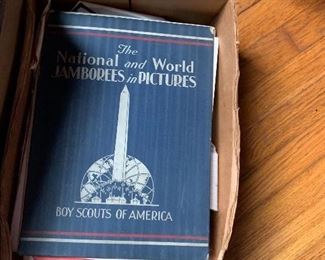 The
National and World
JAMBOREES in PICTURES
BOY SCOUTS OF AMERICA